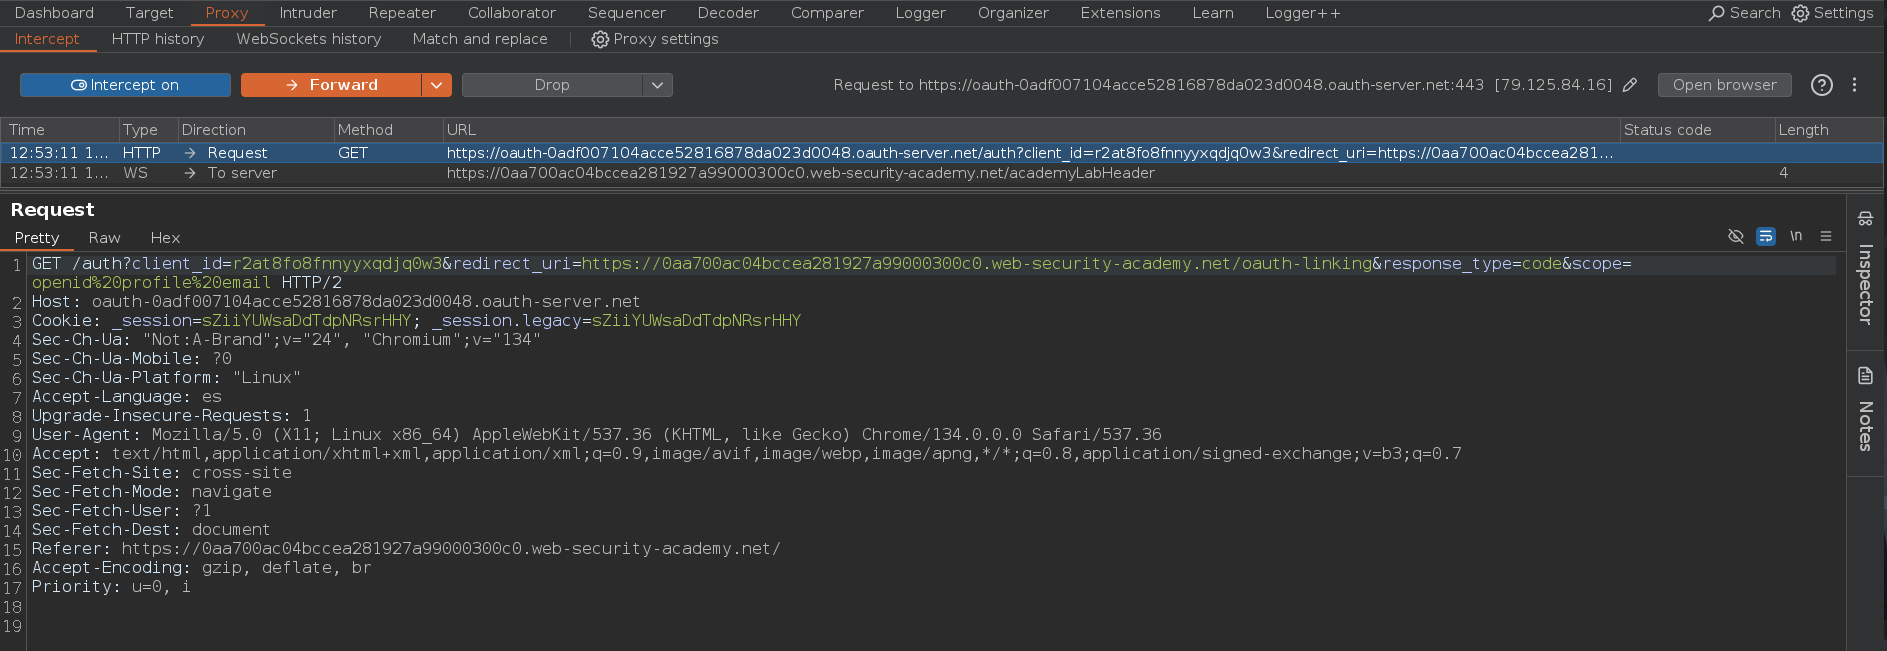 Dashboard Target Proxy Intruder Repeater Collaborator Sequencer Decoder Comparer Logger Organizer Extensions Learn Logger++ Search Settings
Intercept HTTP history WebSockets history Match and replace Proxy settings
Intercept on Forward Drop Request to https://oauth-0adf007104acce52816878da023d0048.oauth-server.net:443 [79.125.84.16] Open browser
Time Type Direction Method URL Status code Length
12:53:11 1... HTTP → Request GET https://oauth-0adf007104acce52816878da023d0048.oauth-server.net/auth?client_id=r2at8fo8fnnyyxqdjq0w3&redirect_uri=https://0aa700ac04bccea281...
12:53:11 1... WS → To server https://0aa700ac04bccea281927a99000300c0.web-security-academy.net/academyLabHeader 4
Request
Pretty Raw Hex \n
1 GET /auth?client_id=r2at8fo8fnnyyxqdjq0w3&redirect_uri=https://0aa700ac04bccea281927a99000300c0.web-security-academy.net/oauth-linking&response_type=code&scope=
openid%20profile%20email HTTP/2
2 Host: oauth-0adf007104acce52816878da023d0048.oauth-server.net
3 Cookie: _session=sZiiYUWsaDdTdpNRsrHHY; _session.legacy=sZiiYUWsaDdTdpNRsrHHY
4 Sec-Ch-Ua: "Not:A-Brand";v="24", "Chromium";v="134"
5 Sec-Ch-Ua-Mobile: ?0
6 Sec-Ch-Ua-Platform: "Linux"
7 Accept-Language: es
8 Upgrade-Insecure-Requests: 1
9 User-Agent: Mozilla/5.0 (X11; Linux x86_64) AppleWebKit/537.36 (KHTML, like Gecko) Chrome/134.0.0.0 Safari/537.36
10 Accept: text/html,application/xhtml+xml,application/xml;q=0.9,image/avif,image/webp,image/apng,*/*;q=0.8,application/signed-exchange;v=b3;q=0.7
11 Sec-Fetch-Site: cross-site
12 Sec-Fetch-Mode: navigate
13 Sec-Fetch-User: ?1
14 Sec-Fetch-Dest: document
15 Referer: https://0aa700ac04bccea281927a99000300c0.web-security-academy.net/
16 Accept-Encoding: gzip, deflate, br
17 Priority: u=0, i
18
19
Inspector
Notes